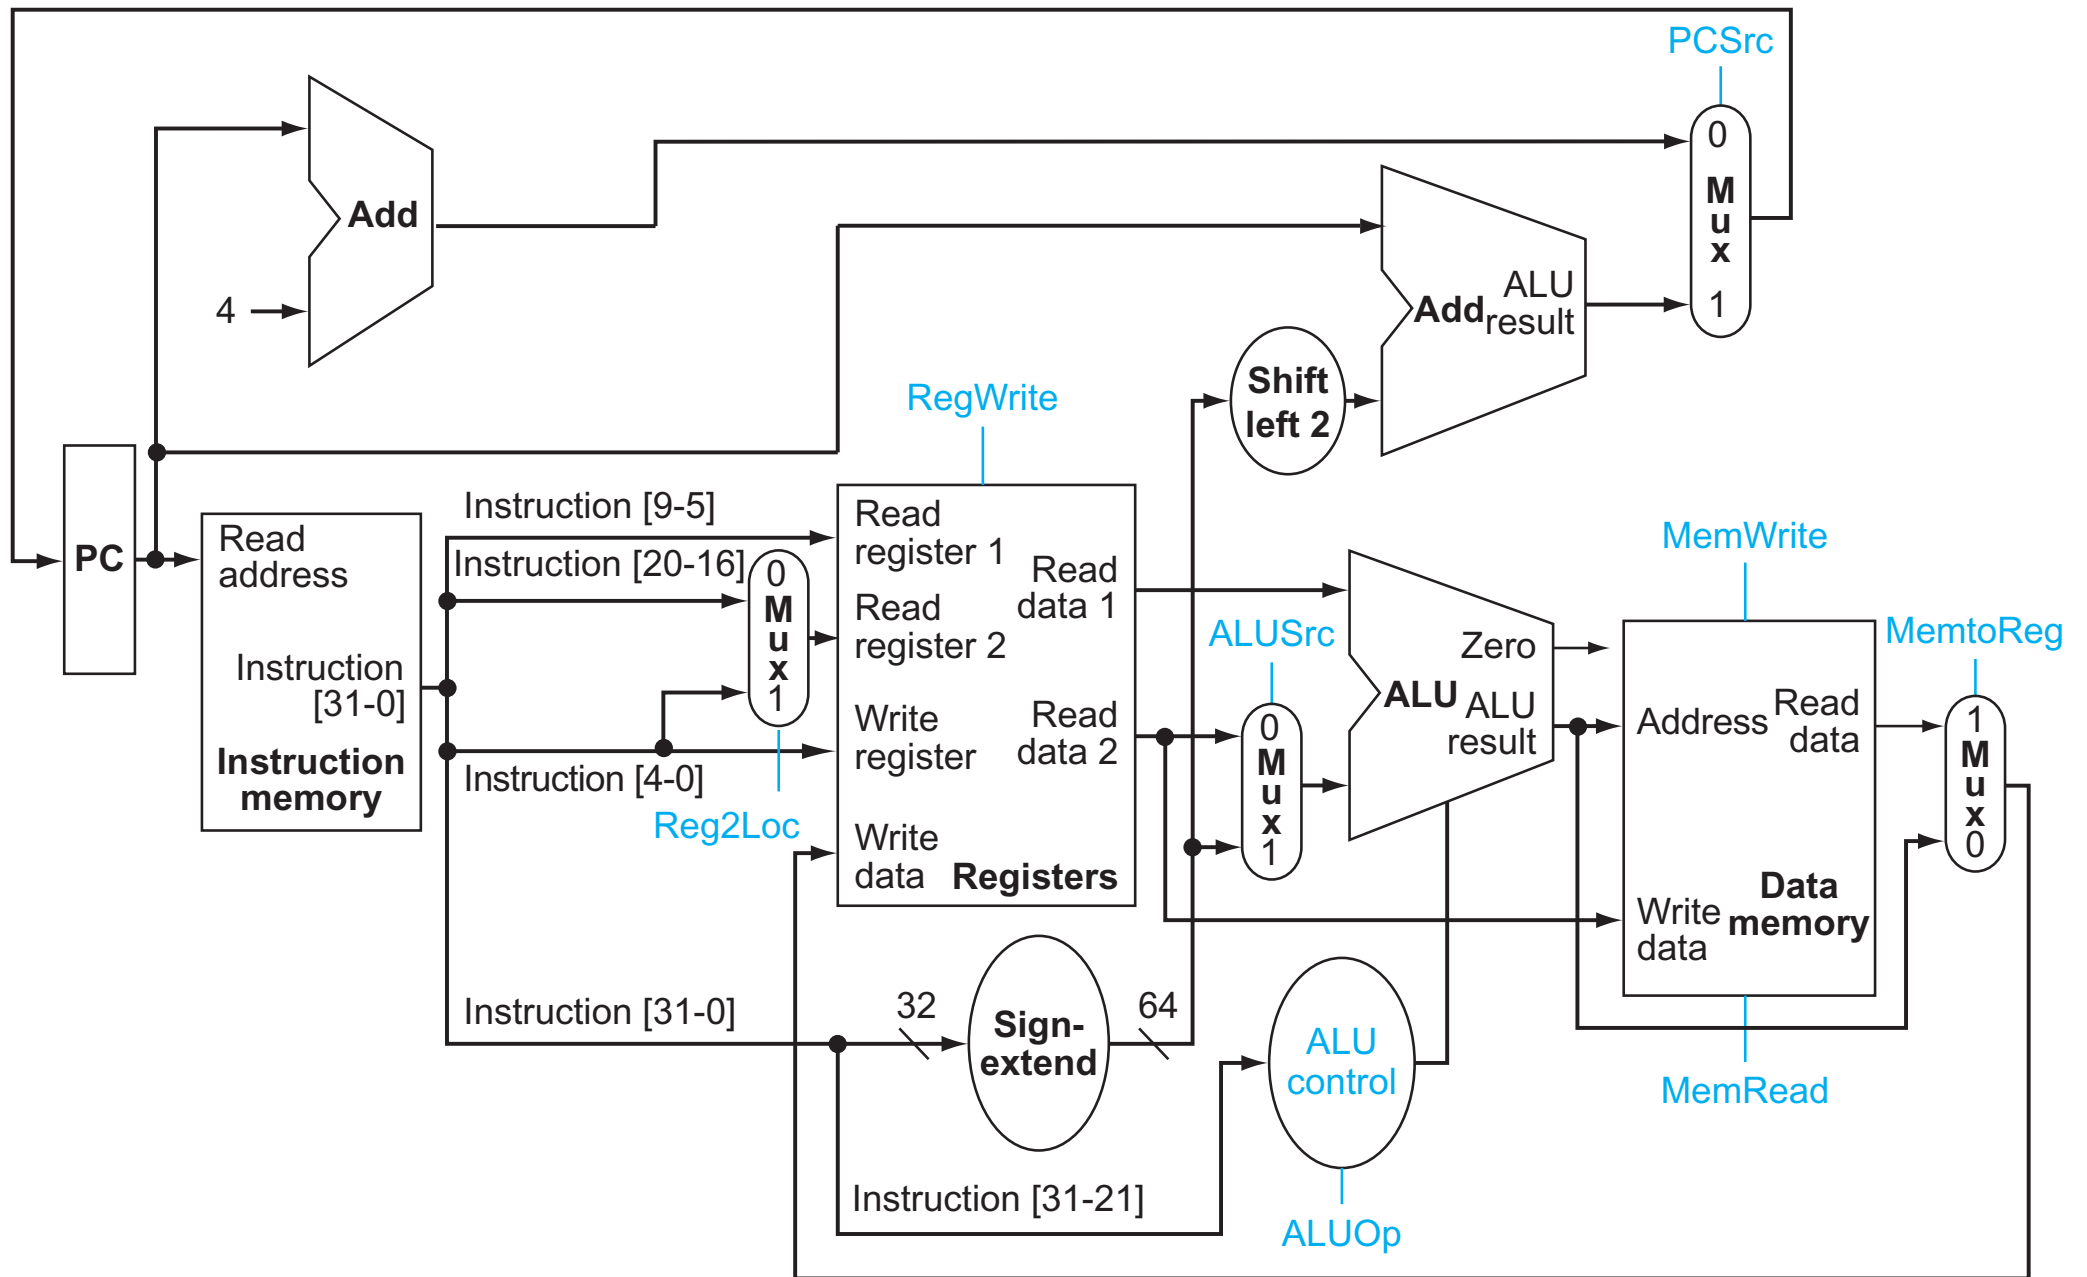 PCSrc
0
M
u
x
1
Add
4
Add
ALU
result
Shift
left 2
RegWrite
PC
Read
address
Instruction
[31-0]
Instruction
memory
Instruction [9-5]
Instruction [20-16]
Instruction [4-0]
0
M
u
x
1
Reg2Loc
Read
register 1
Read
register 2
Write
register
Write
data
Read
data 1
Read
data 2
Registers
ALUSrc
0
M
u
x
1
Zero
ALU
ALU
result
MemWrite
Address
Read
data
Write
data
Data
memory
MemRead
MemtoReg
1
M
u
x
0
Instruction [31-0]
32
Sign-
extend
64
ALU
control
Instruction [31-21]
ALUOp